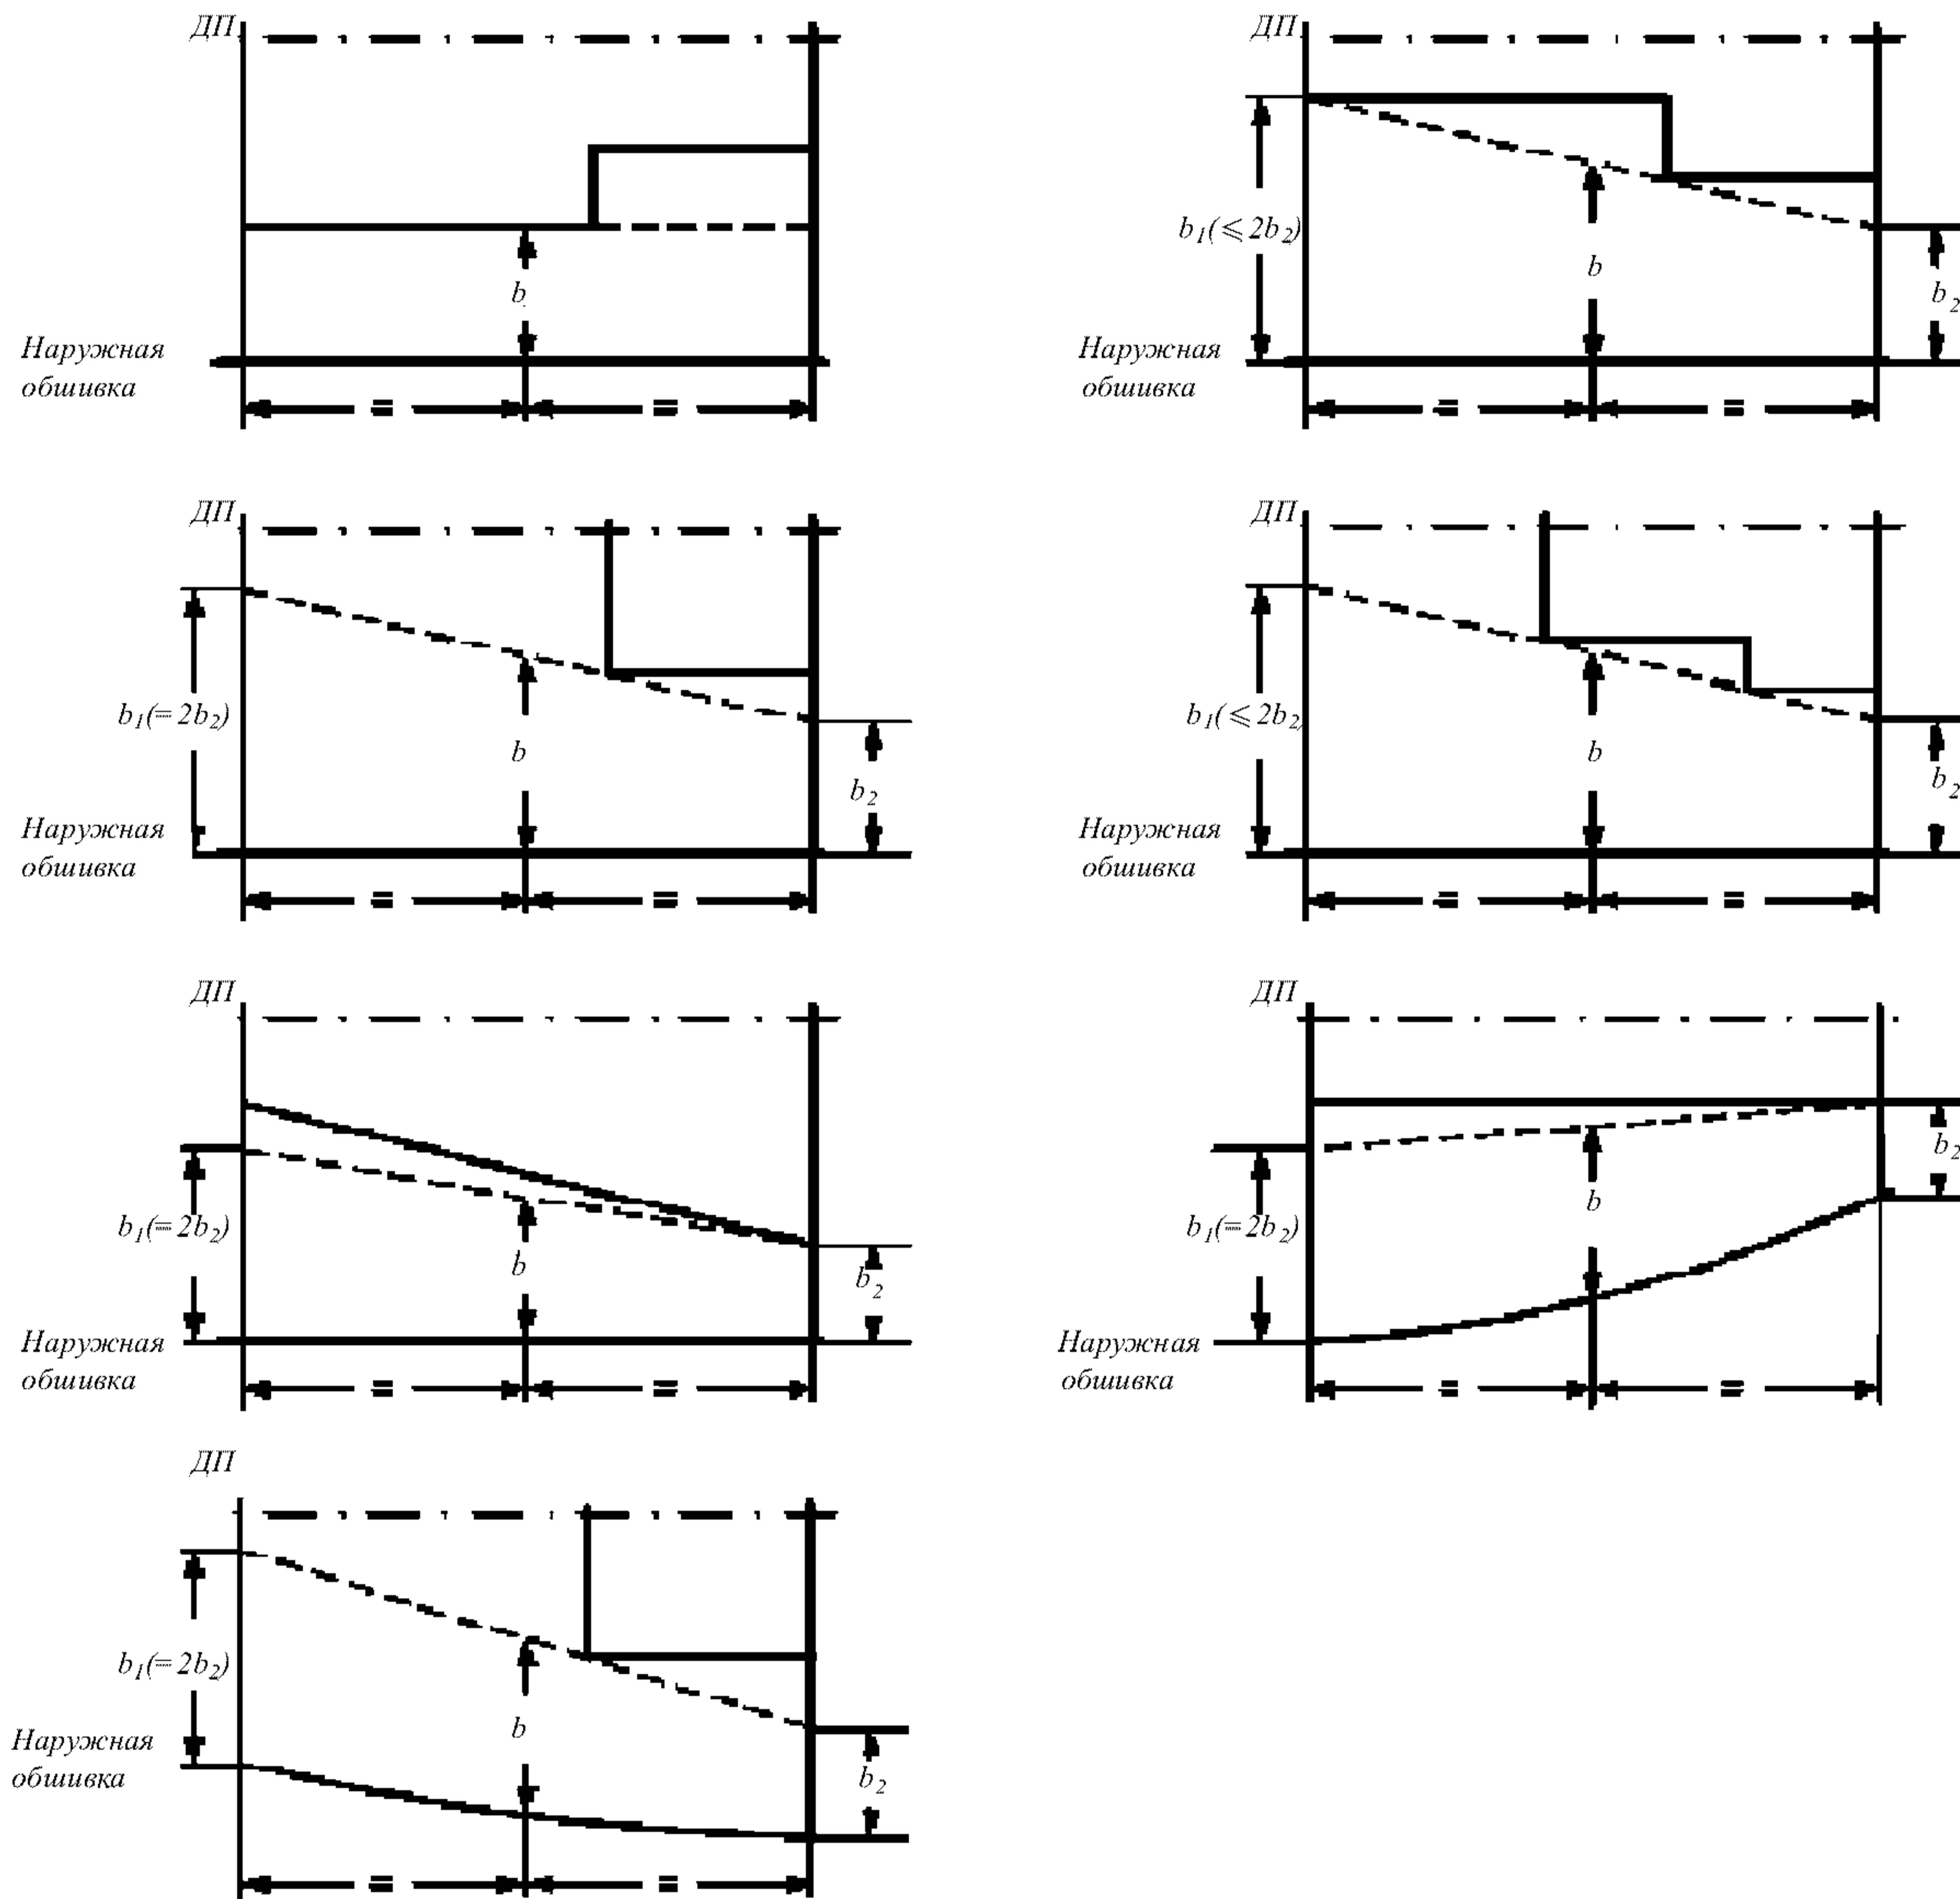 ДП
b
Наружная
обшивка
=
=
ДП
b1(≤2b2)
b
b2
Наружная
обшивка
=
=
ДП
b1(=2b2)
b
b2
Наружная
обшивка
=
=
ДП
b1(≤2b2
b
b2
Наружная
обшивка
=
=
ДП
b1(=2b2)
b
b2
Наружная
обшивка
=
=
ДП
b2
b
b1(=2b2)
Наружная
обшивка
=
=
ДП
b1(=2b2)
b
Наружная
обшивка
b2
=
=